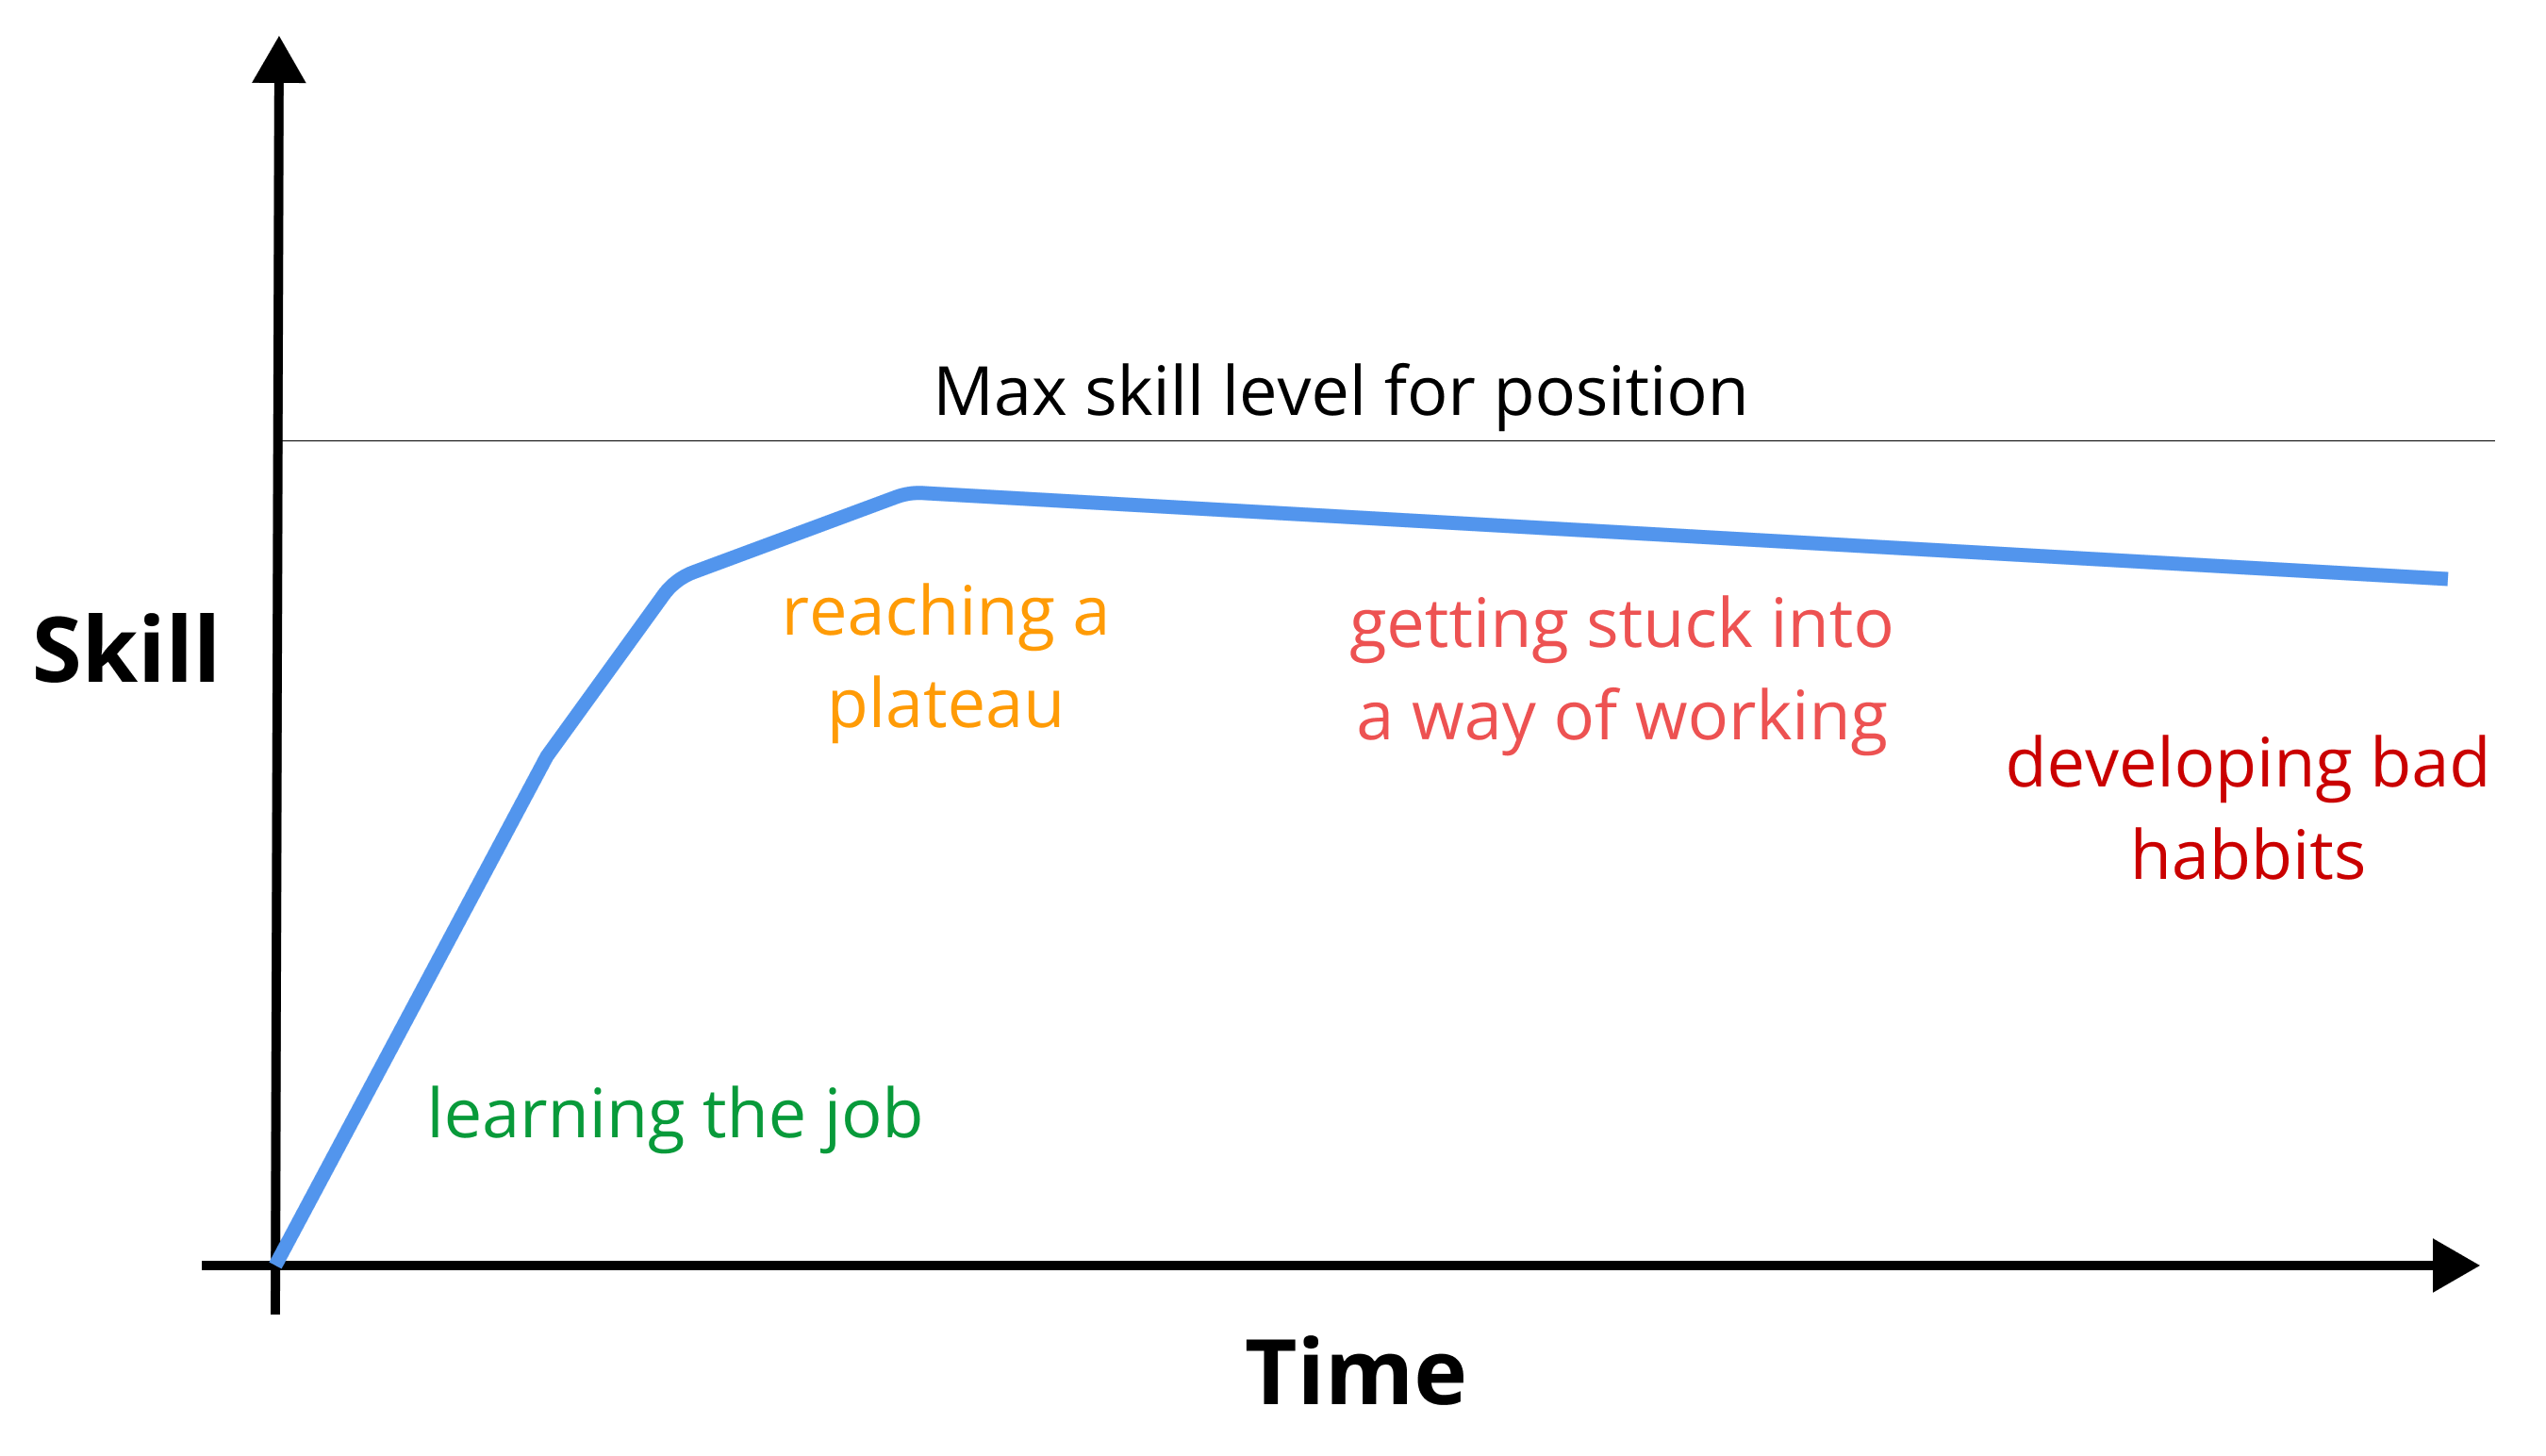 Max skill level for position
Skill
reaching a
plateau
getting stuck into
a way of working
developing bad
habbits
learning the job
Time